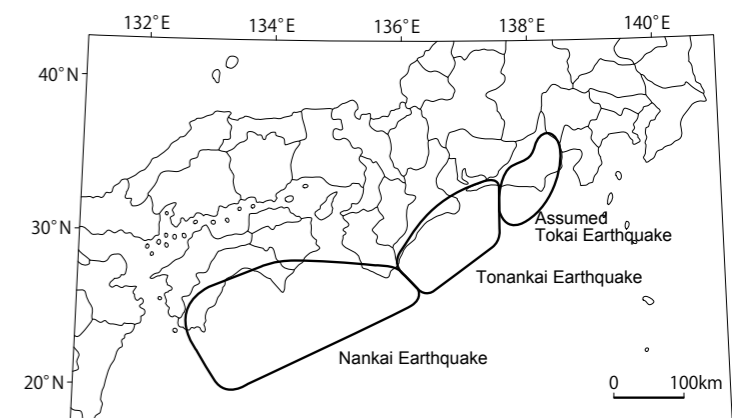 132°E 134°E 136°E 138°E 140°E
40°N
30°N
Assumed
Tokai Earthquake
Tonankai Earthquake
Nankai Earthquake
20°N
0 100km